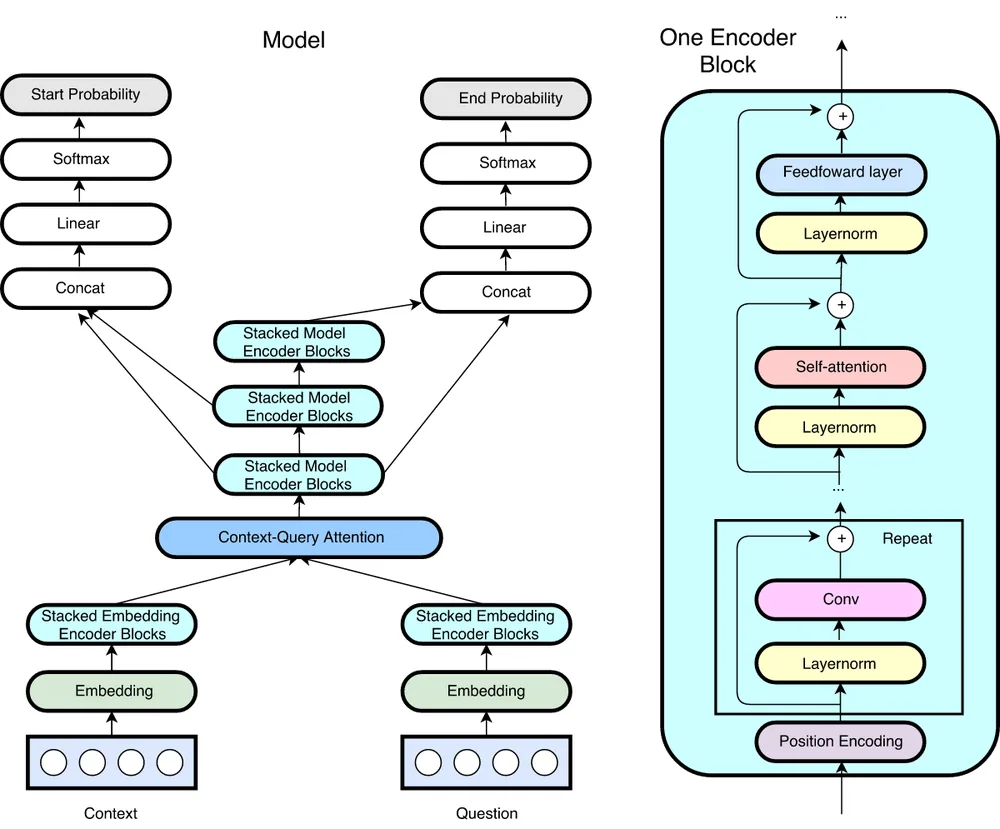 Model
Start Probability
Softmax
Linear
Concat
End Probability
Softmax
Linear
Concat
Stacked Model
Encoder Blocks
Stacked Model
Encoder Blocks
Stacked Model
Encoder Blocks
Context-Query Attention
Stacked Embedding
Encoder Blocks
Stacked Embedding
Encoder Blocks
Embedding
Embedding
Context
Question
One Encoder
Block
...
+
Feedfoward layer
Layernorm
+
Self-attention
Layernorm
...
+
Repeat
Conv
Layernorm
Position Encoding